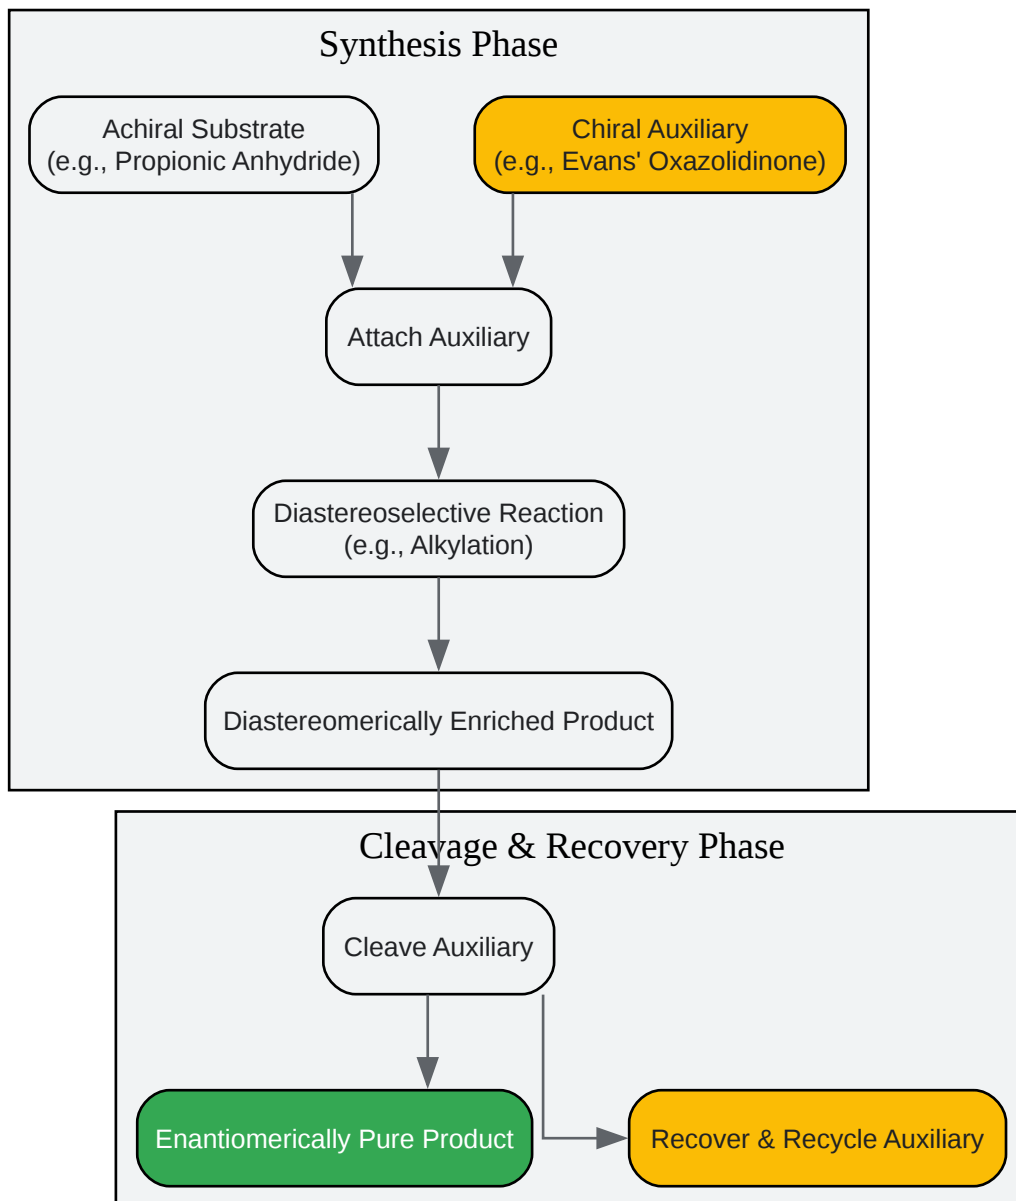 Synthesis Phase
Achiral Substrate
(e.g., Propionic Anhydride)
Chiral Auxiliary
(e.g., Evans' Oxazolidinone)
Attach Auxiliary
Diastereoselective Reaction
(e.g., Alkylation)
Diastereomerically Enriched Product
Cleavage & Recovery Phase
Cleave Auxiliary
Enantiomerically Pure Product
Recover & Recycle Auxiliary